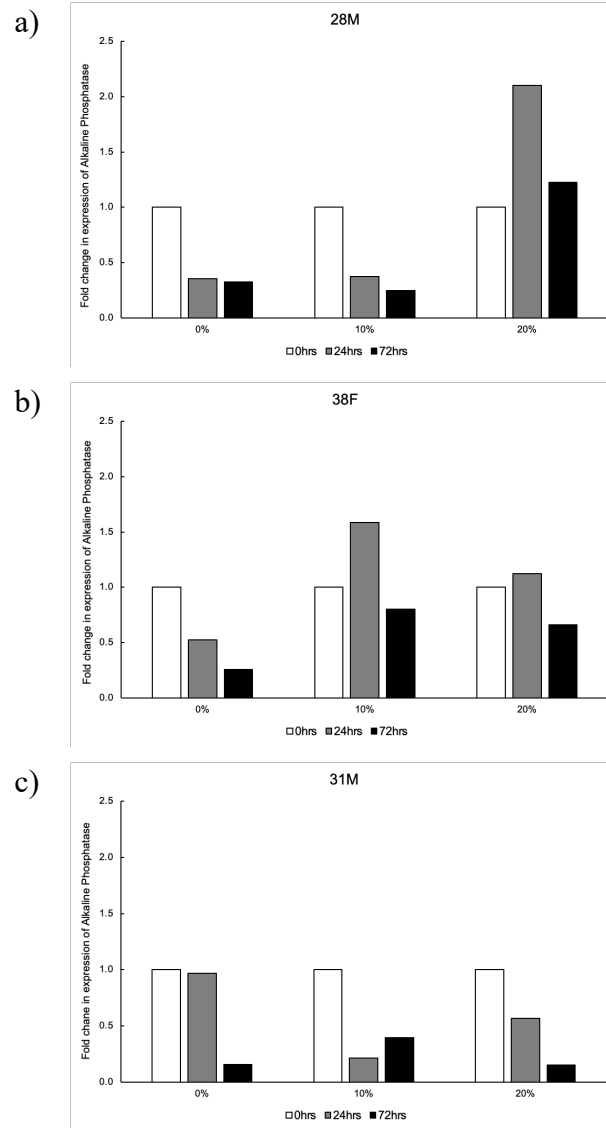 a)
28M
Fold change in expression of Alkaline Phosphatase
2.5
2.0
1.5
1.0
0.5
0.0
0% 10% 20%
0hrs 24hrs 72hrs
b)
38F
Fold change in expression of Alkaline Phosphatase
2.5
2.0
1.5
1.0
0.5
0.0
0% 10% 20%
0hrs 24hrs 72hrs
c)
31M
Fold chane in expression of Alkaline Phosphatase
2.5
2.0
1.5
1.0
0.5
0.0
0% 10% 20%
0hrs 24hrs 72hrs